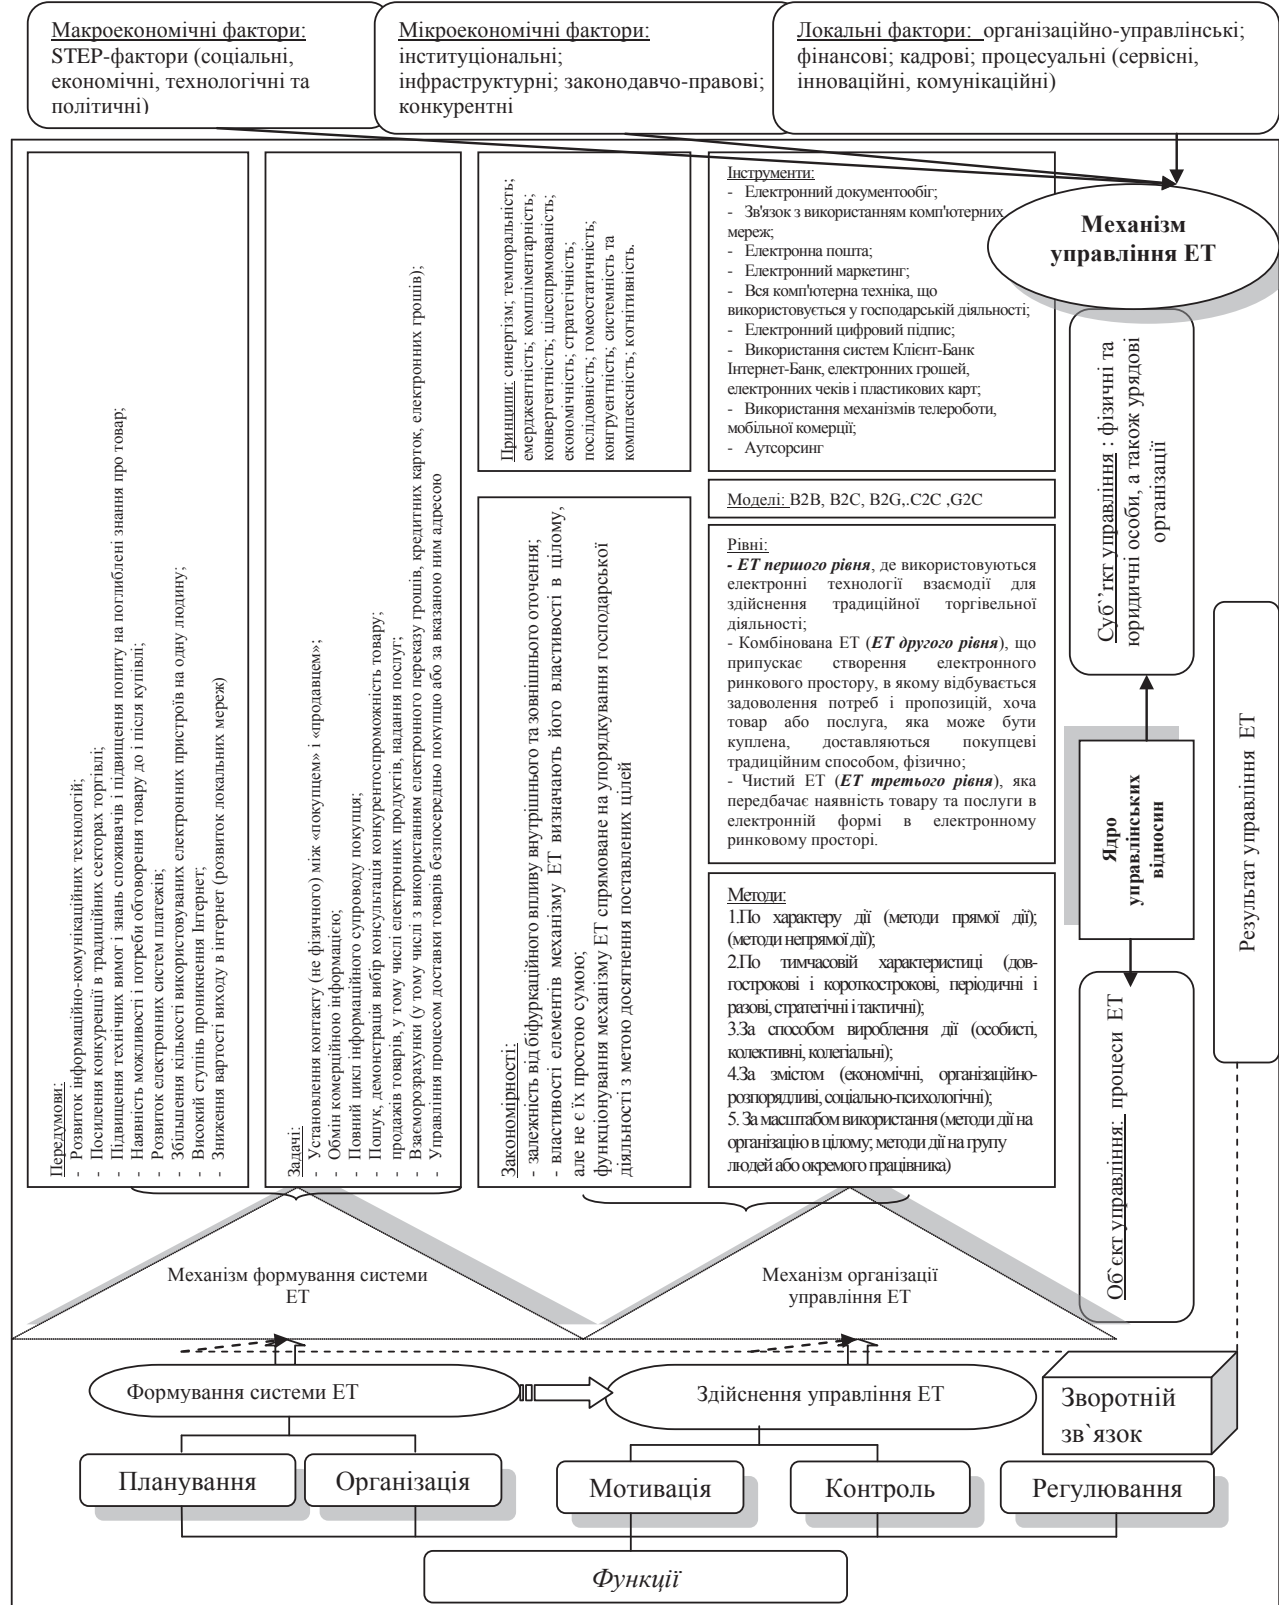 Макроекономічні фактори:
STEP-фактори (соціальні,
економічні, технологічні та
політичні)
Мікроекономічні фактори:
інституціональні;
інфраструктурні; законодавчо-правові;
конкурентні
Локальні фактори: організаційно-управлінські;
фінансові; кадрові; процесуальні (сервісні,
інноваційні, комунікаційні)
Механізм
управління ЕТ
Передумови:
- Розвиток інформаційно-комунікаційних технологій;
- Посилення конкуренції в традиційних секторах торгівлі;
- Підвищення технічних вимог і знань споживачів і підвищення попиту на поглиблені знання про товар;
- Наявність можливості і потреби обговорення товару до і після купівлі;
- Розвиток електронних систем платежів;
- Збільшення кількості використовуваних електронних пристроїв на одну людину;
- Високий ступінь проникнення Інтернет;
- Зниження вартості виходу в інтернет (розвиток локальних мереж)
Задачі:
- Установлення контакту (не фізичного) між «покупцем» і «продавцем»;
- Обмін комерційною інформацією;
- Повний цикл інформаційного супроводу покупця;
- Пошук, демонстрація вибір консультація конкурентоспроможність товару;
- продажів товарів, у тому числі електронних продуктів, надання послуг;
- Взаєморозрахунки (у тому числі з використанням електронного переказу грошів, кредитних карток, електронних грошів);
- Управління процесом доставки товарів безпосередньо покупцю або за вказаною ним адресою
Принципи: синергізм; темпоральність;
емерджентність; компліментарність;
конвергентність; цілеспрямованість;
економічність; стратегічність;
послідовність; гомеостатичність;
конгруентність; системність та
комплексність; когнітивність.
Закономірності:
- залежність від біфуркаційного впливу внутрішнього та зовнішнього оточення;
- властивості елементів механізму ЕТ визначають його властивості в цілому,
але не є їх простою сумою;
функціонування механізму ЕТ спрямоване на упорядкування господарської
діяльності з метою досягнення поставлених цілей
Інструменти:
- Електронний документообіг;
- Зв'язок з використанням комп'ютерних
мереж;
- Електронна пошта;
- Електронний маркетинг;
- Вся комп'ютерна техніка, що
використовується у господарській діяльності;
- Електронний цифровий підпис;
- Використання систем Клієнт-Банк
Інтернет-Банк, електронних грошей,
електронних чеків і пластикових карт;
- Використання механізмів телероботи,
мобільної комерції;
- Аутсорсинг
Моделі: B2B, B2C, B2G,.C2C ,G2C
Рівні:
- ЕТ першого рівня, де використовуються
електронні технології взаємодії для
здійснення традиційної торгівельної
діяльності;
- Комбінована ЕТ (ЕТ другого рівня), що
припускає створення електронного
ринкового простору, в якому відбувається
задоволення потреб і пропозицій, хоча
товар або послуга, яка може бути
куплена, доставляються покупцеві
традиційним способом, фізично;
- Чистий ЕТ (ЕТ третього рівня), яка
передбачає наявність товару та послуги в
електронній формі в електронному
ринковому просторі.
Методи:
1.По характеру дії (методи прямої дії);
(методи непрямої дії);
2.По тимчасовій характеристиці (дов-
гострокові і короткострокові, періодичні і
разові, стратегічні і тактичні);
3.За способом вироблення дії (особисті,
колективні, колегіальні);
4.За змістом (економічні, організаційно-
розпорядливі, соціально-психологічні);
5. За масштабом використання (методи дії на
організацію в цілому; методи дії на групу
людей або окремого працівника)
Суб`’гкт управління : фізичні та
юридичні особи, а також урядові
організації
Ядро
управлінських
відносин
Об`єкт управління: процеси ЕТ
Результат управління ЕТ
Механізм формування системи
ЕТ
Механізм організації
управління ЕТ
Формування системи ЕТ
Здійснення управління ЕТ
Зворотній
зв`язок
Планування
Організація
Мотивація
Контроль
Регулювання
Функції